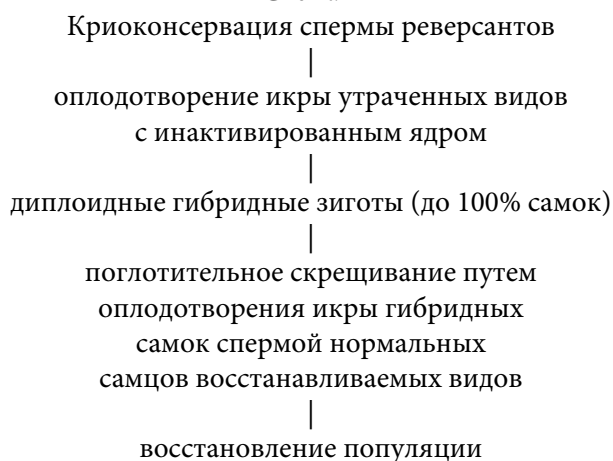 Криоконсервация спермы реверсантов
оплодотворение икры утраченных видов
с инактивированным ядром
диплоидные гибридные зиготы (до 100% самок)
поглотительное скрещивание путем
оплодотворения икры гибридных
самок спермой нормальных
самцов восстанавливаемых видов
восстановление популяции